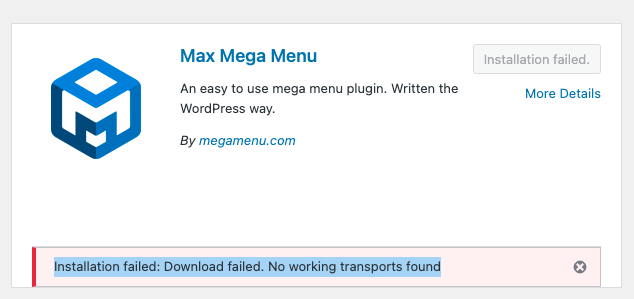 Max Mega Menu
Installation failed.
More Details
An easy to use mega menu plugin. Written the
WordPress way.
By megamenu.com
Installation failed: Download failed. No working transports found